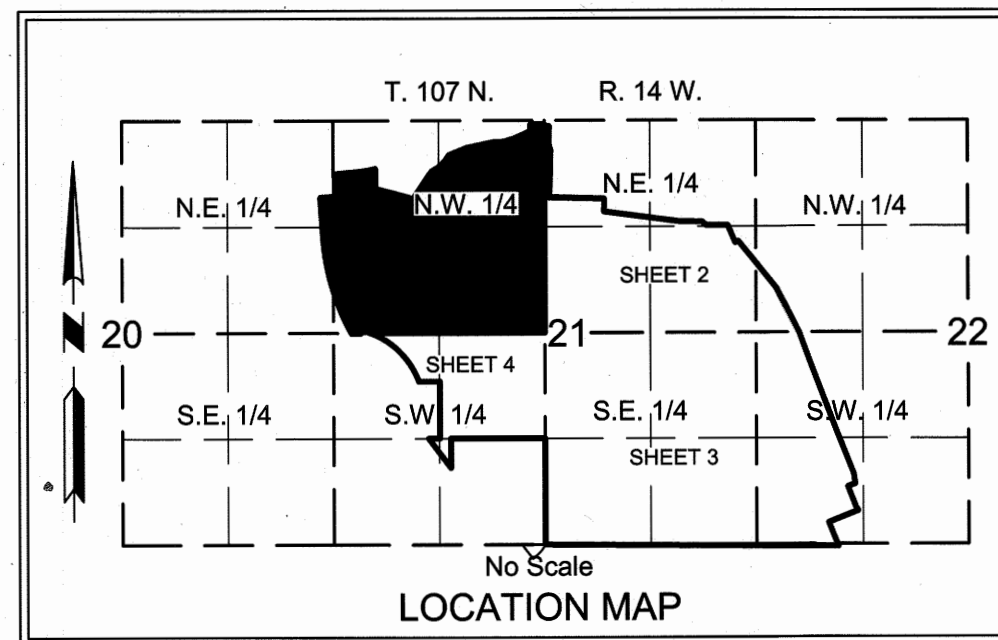 T. 107 N. R. 14 W.
N.E. 1/4 N.W. 1/4 N.E. 1/4 N.W. 1/4
SHEET 2
20 21 22
SHEET 4
S.E. 1/4 S.W 1/4 S.E. 1/4 S.W. 1/4
SHEET 3
No Scale
LOCATION MAP